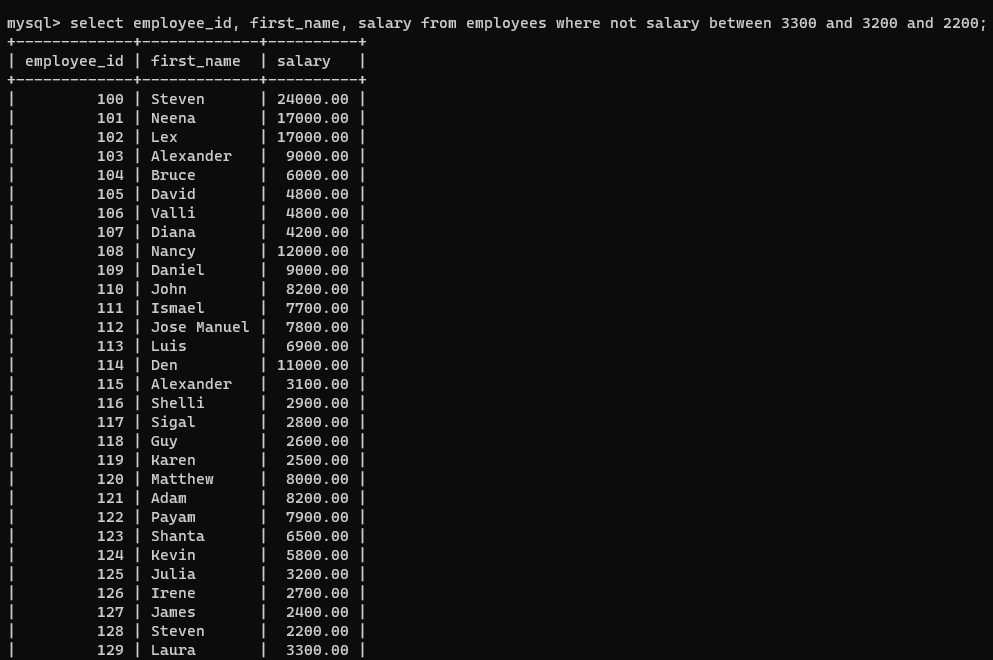 mysql> select employee_id, first_name, salary from employees where not salary between 3300 and 3200 and 2200;
+-------------+-------------+----------+
| employee_id | first_name  | salary   |
+-------------+-------------+----------+
|         100 | Steven      | 24000.00 |
|         101 | Neena       | 17000.00 |
|         102 | Lex         | 17000.00 |
|         103 | Alexander   |  9000.00 |
|         104 | Bruce       |  6000.00 |
|         105 | David       |  4800.00 |
|         106 | Valli       |  4800.00 |
|         107 | Diana       |  4200.00 |
|         108 | Nancy       | 12000.00 |
|         109 | Daniel      |  9000.00 |
|         110 | John        |  8200.00 |
|         111 | Ismael      |  7700.00 |
|         112 | Jose Manuel |  7800.00 |
|         113 | Luis        |  6900.00 |
|         114 | Den         | 11000.00 |
|         115 | Alexander   |  3100.00 |
|         116 | Shelli      |  2900.00 |
|         117 | Sigal       |  2800.00 |
|         118 | Guy         |  2600.00 |
|         119 | Karen       |  2500.00 |
|         120 | Matthew     |  8000.00 |
|         121 | Adam        |  8200.00 |
|         122 | Payam       |  7900.00 |
|         123 | Shanta      |  6500.00 |
|         124 | Kevin       |  5800.00 |
|         125 | Julia       |  3200.00 |
|         126 | Irene       |  2700.00 |
|         127 | James       |  2400.00 |
|         128 | Steven      |  2200.00 |
|         129 | Laura       |  3300.00 |